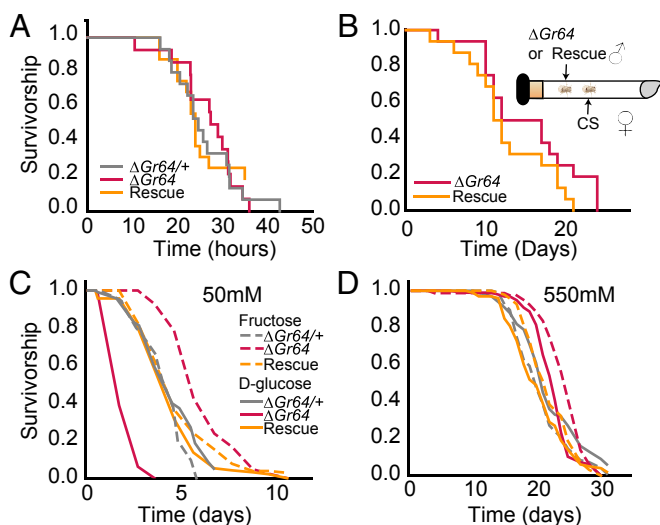 A
1.0
0.8
0.6
0.4
0.2
0.0
Survivorship
ΔGr64/+
ΔGr64
Rescue
0 10 20 30 40 50
Time (hours)
B
1.0
0.8
0.6
0.4
0.2
0.0
ΔGr64
or Rescue♂
CS
♀
ΔGr64
Rescue
0 10 20
Time (Days)
C
50mM
1.0
0.8
0.6
0.4
0.2
0.0
Survivorship
Fructose
ΔGr64/+
ΔGr64
Rescue
D-glucose
ΔGr64/+
ΔGr64
Rescue
0 5 10
Time (days)
D
550mM
1.0
0.8
0.6
0.4
0.2
0
0 10 20 30
Time (days)